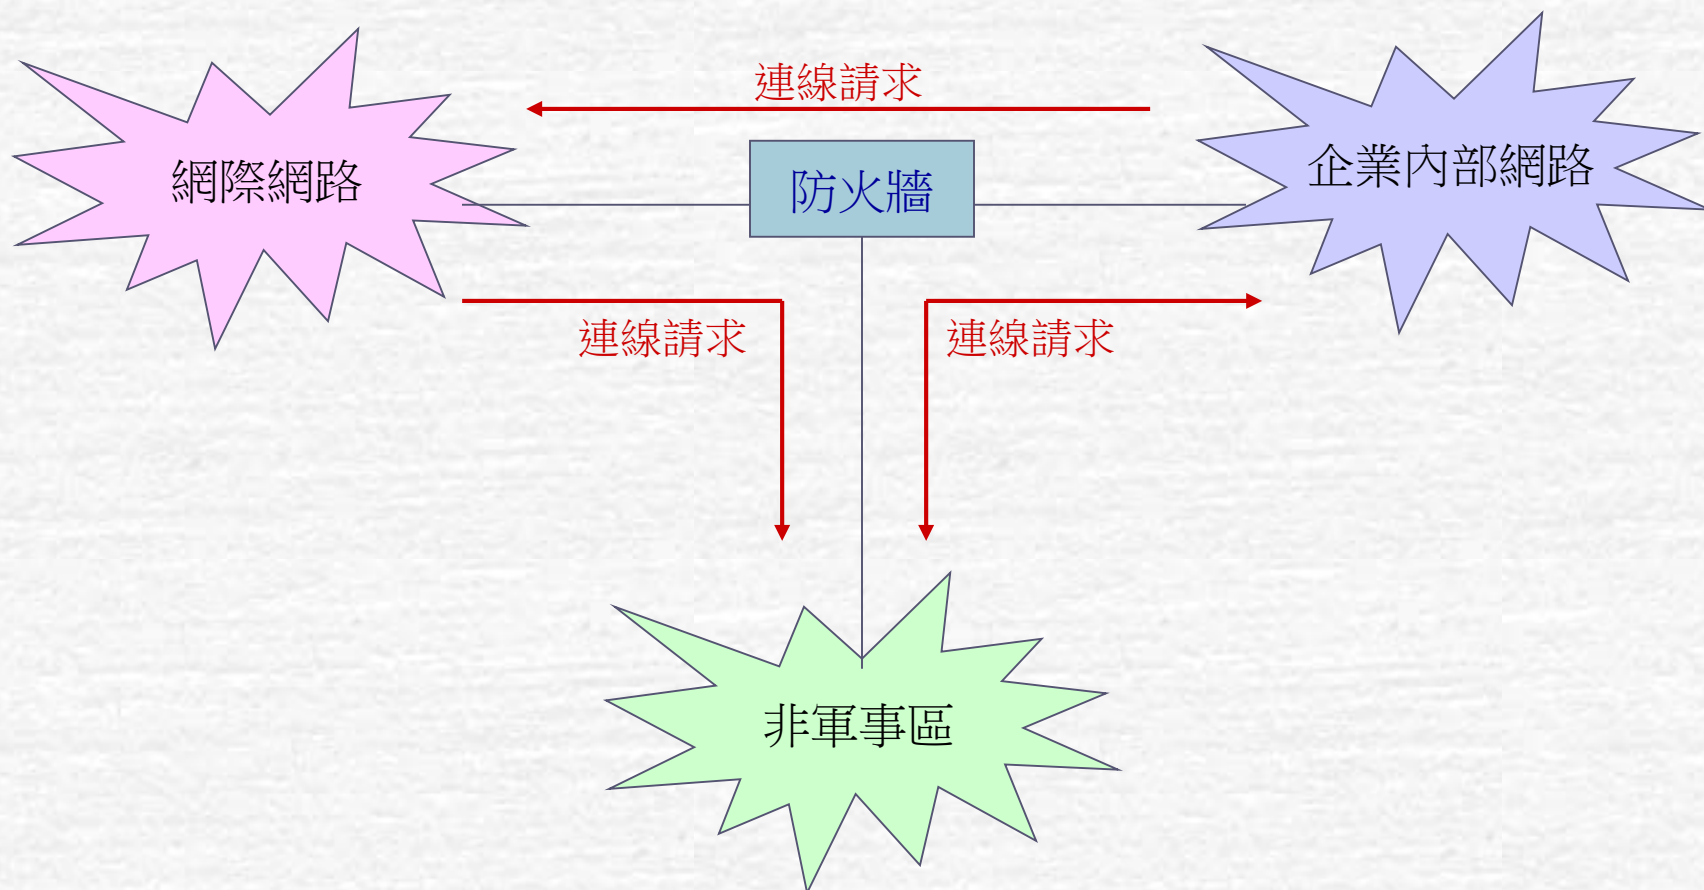 連線請求
網際網路
防火牆
企業內部網路
連線請求
連線請求
非軍事區